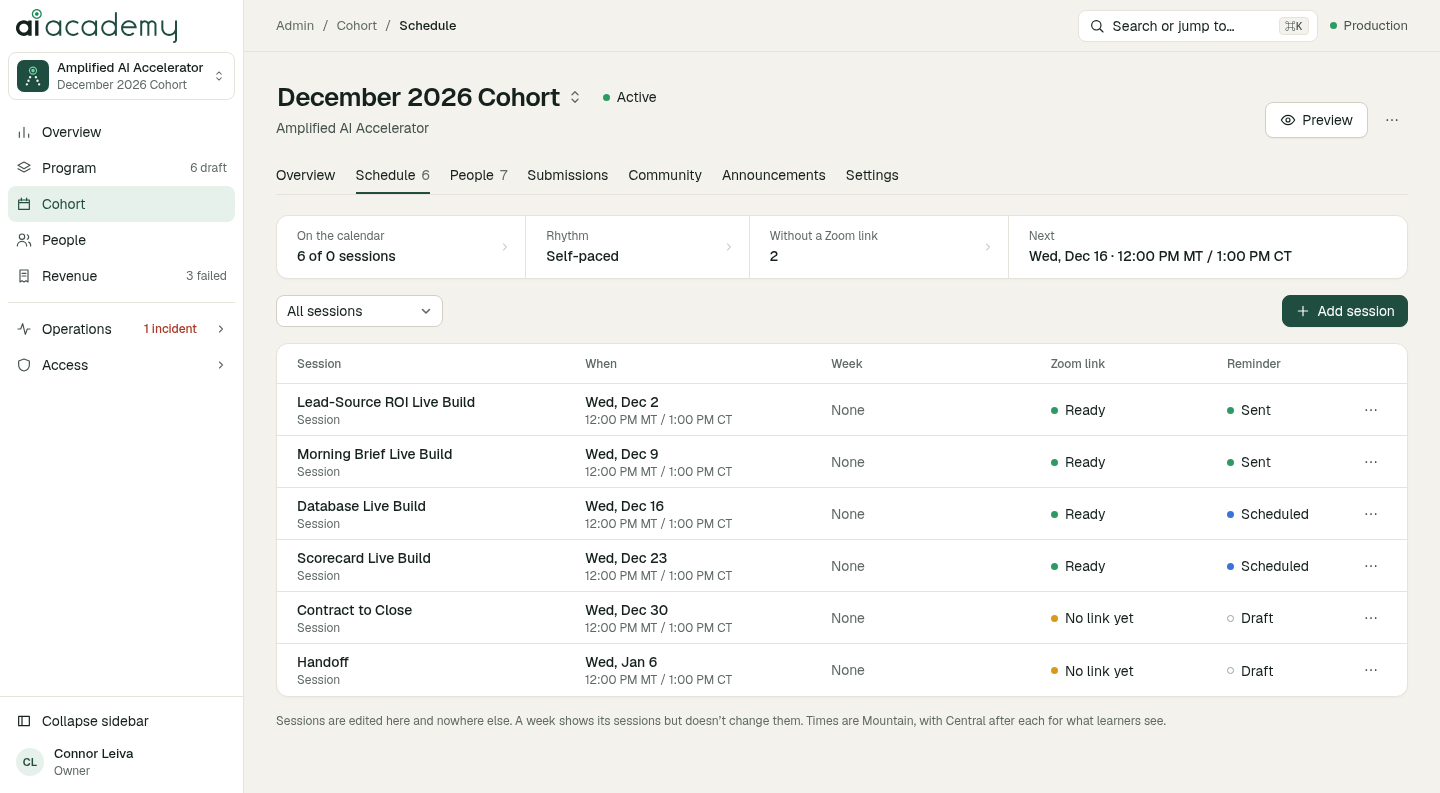 ai academy
Amplified AI Accelerator
December 2026 Cohort
Overview
Program 6 draft
Cohort
People
Revenue 3 failed
Operations 1 incident
Access
Collapse sidebar
CL
Connor Leiva
Owner
Admin / Cohort / Schedule
Search or jump to… ⌘K
Production
December 2026 Cohort
Active
Amplified AI Accelerator
Preview
Overview Schedule 6 People 7 Submissions Community Announcements Settings
On the calendar
6 of 0 sessions
Rhythm
Self-paced
Without a Zoom link
2
Next
Wed, Dec 16 · 12:00 PM MT / 1:00 PM CT
All sessions
Add session
Session When Week Zoom link Reminder
Lead-Source ROI Live Build
Session
Wed, Dec 2
12:00 PM MT / 1:00 PM CT
None
Ready
Sent
Morning Brief Live Build
Session
Wed, Dec 9
12:00 PM MT / 1:00 PM CT
None
Ready
Sent
Database Live Build
Session
Wed, Dec 16
12:00 PM MT / 1:00 PM CT
None
Ready
Scheduled
Scorecard Live Build
Session
Wed, Dec 23
12:00 PM MT / 1:00 PM CT
None
Ready
Scheduled
Contract to Close
Session
Wed, Dec 30
12:00 PM MT / 1:00 PM CT
None
No link yet
Draft
Handoff
Session
Wed, Jan 6
12:00 PM MT / 1:00 PM CT
None
No link yet
Draft
Sessions are edited here and nowhere else. A week shows its sessions but doesn’t change them. Times are Mountain, with Central after each for what learners see.